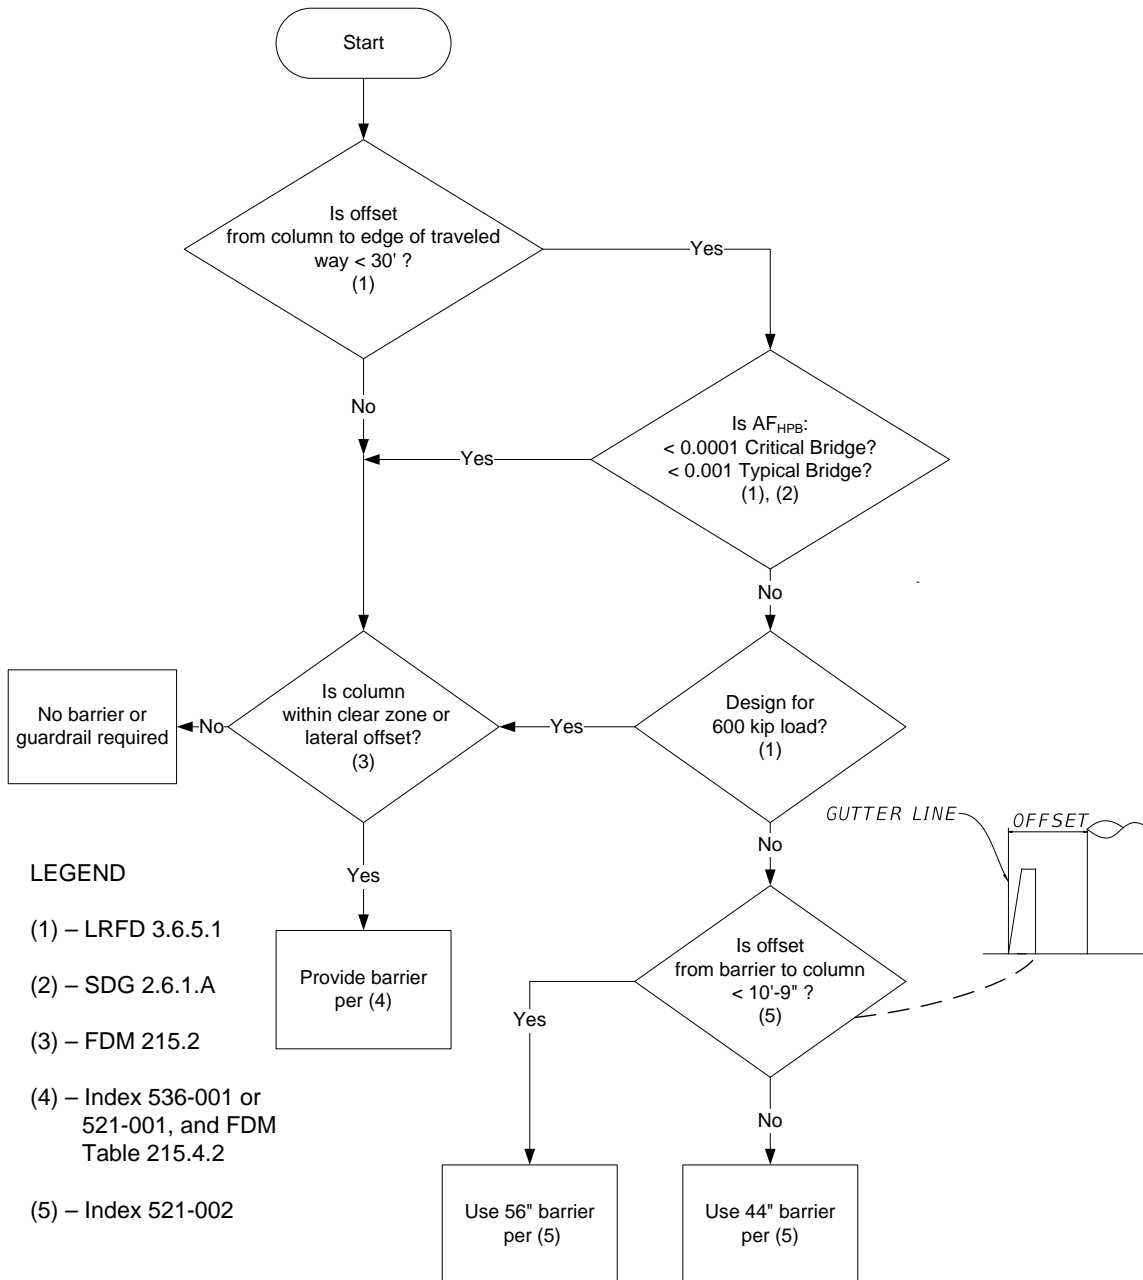 Start
Is offset
from column to edge of traveled
way < 30' ?
(1)
Yes
No
Is AFHPB:
< 0.0001 Critical Bridge?
< 0.001 Typical Bridge?
(1), (2)
Yes
No
No barrier or
guardrail required
No
Is column
within clear zone or
lateral offset?
(3)
Yes
Design for
600 kip load?
(1)
GUTTER LINE
OFFSET
No
Yes
LEGEND
(1) – LRFD 3.6.5.1
(2) – SDG 2.6.1.A
(3) – FDM 215.2
(4) – Index 536-001 or
521-001, and FDM
Table 215.4.2
(5) – Index 521-002
Provide barrier
per (4)
Is offset
from barrier to column
< 10'-9" ?
(5)
Yes
No
Use 56" barrier
per (5)
Use 44" barrier
per (5)